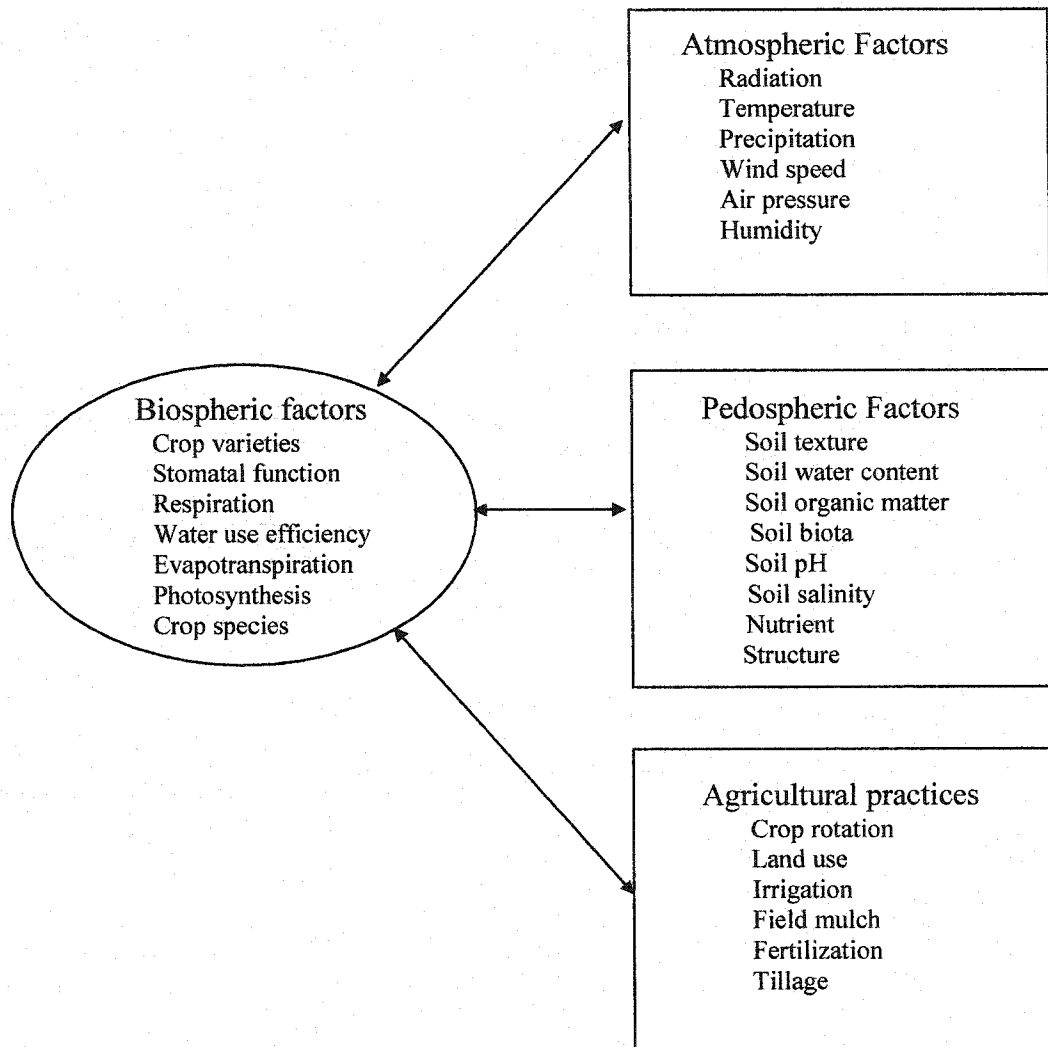 Atmospheric Factors
Radiation
Temperature
Precipitation
Wind speed
Air pressure
Humidity
Biospheric factors
Crop varieties
Stomatal function
Respiration
Water use efficiency
Evapotranspiration
Photosynthesis
Crop species
Pedospheric Factors
Soil texture
Soil water content
Soil organic matter
Soil biota
Soil pH
Soil salinity
Nutrient
Structure
Agricultural practices
Crop rotation
Land use
Irrigation
Field mulch
Fertilization
Tillage